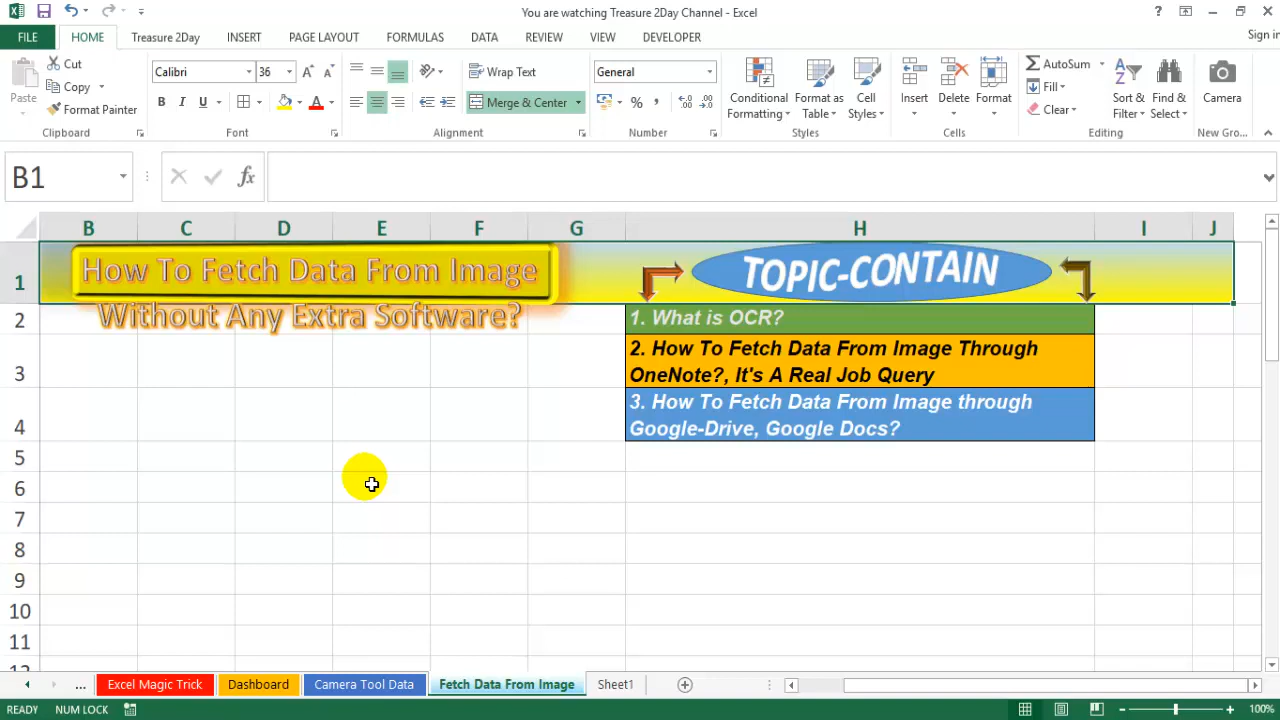 You are watching Treasure 2Day Channel - Excel
?
Sign in
FILE HOME Treasure 2Day INSERT PAGE LAYOUT FORMULAS DATA REVIEW VIEW DEVELOPER
Paste
Cut
Copy
Format Painter
Clipboard
Calibri 36
B I U
Font
Wrap Text
Merge & Center
Alignment
General
%
Number
Conditional
Formatting
Format as
Table
Cell
Styles
Styles
Insert Delete Format
Cells
AutoSum
Fill
Clear
Sort &
Filter
Find &
Select
Editing
Camera
New Gro...
B1
fx
B C D E F G H I J
1
How To Fetch Data From Image
Without Any Extra Software?
TOPIC-CONTAIN
2
1. What is OCR?
3
2. How To Fetch Data From Image Through
OneNote?, It's A Real Job Query
4
3. How To Fetch Data From Image through
Google-Drive, Google Docs?
5
6
7
8
9
10
11
... Excel Magic Trick Dashboard Camera Tool Data Fetch Data From Image Sheet1
READY NUM LOCK 100%